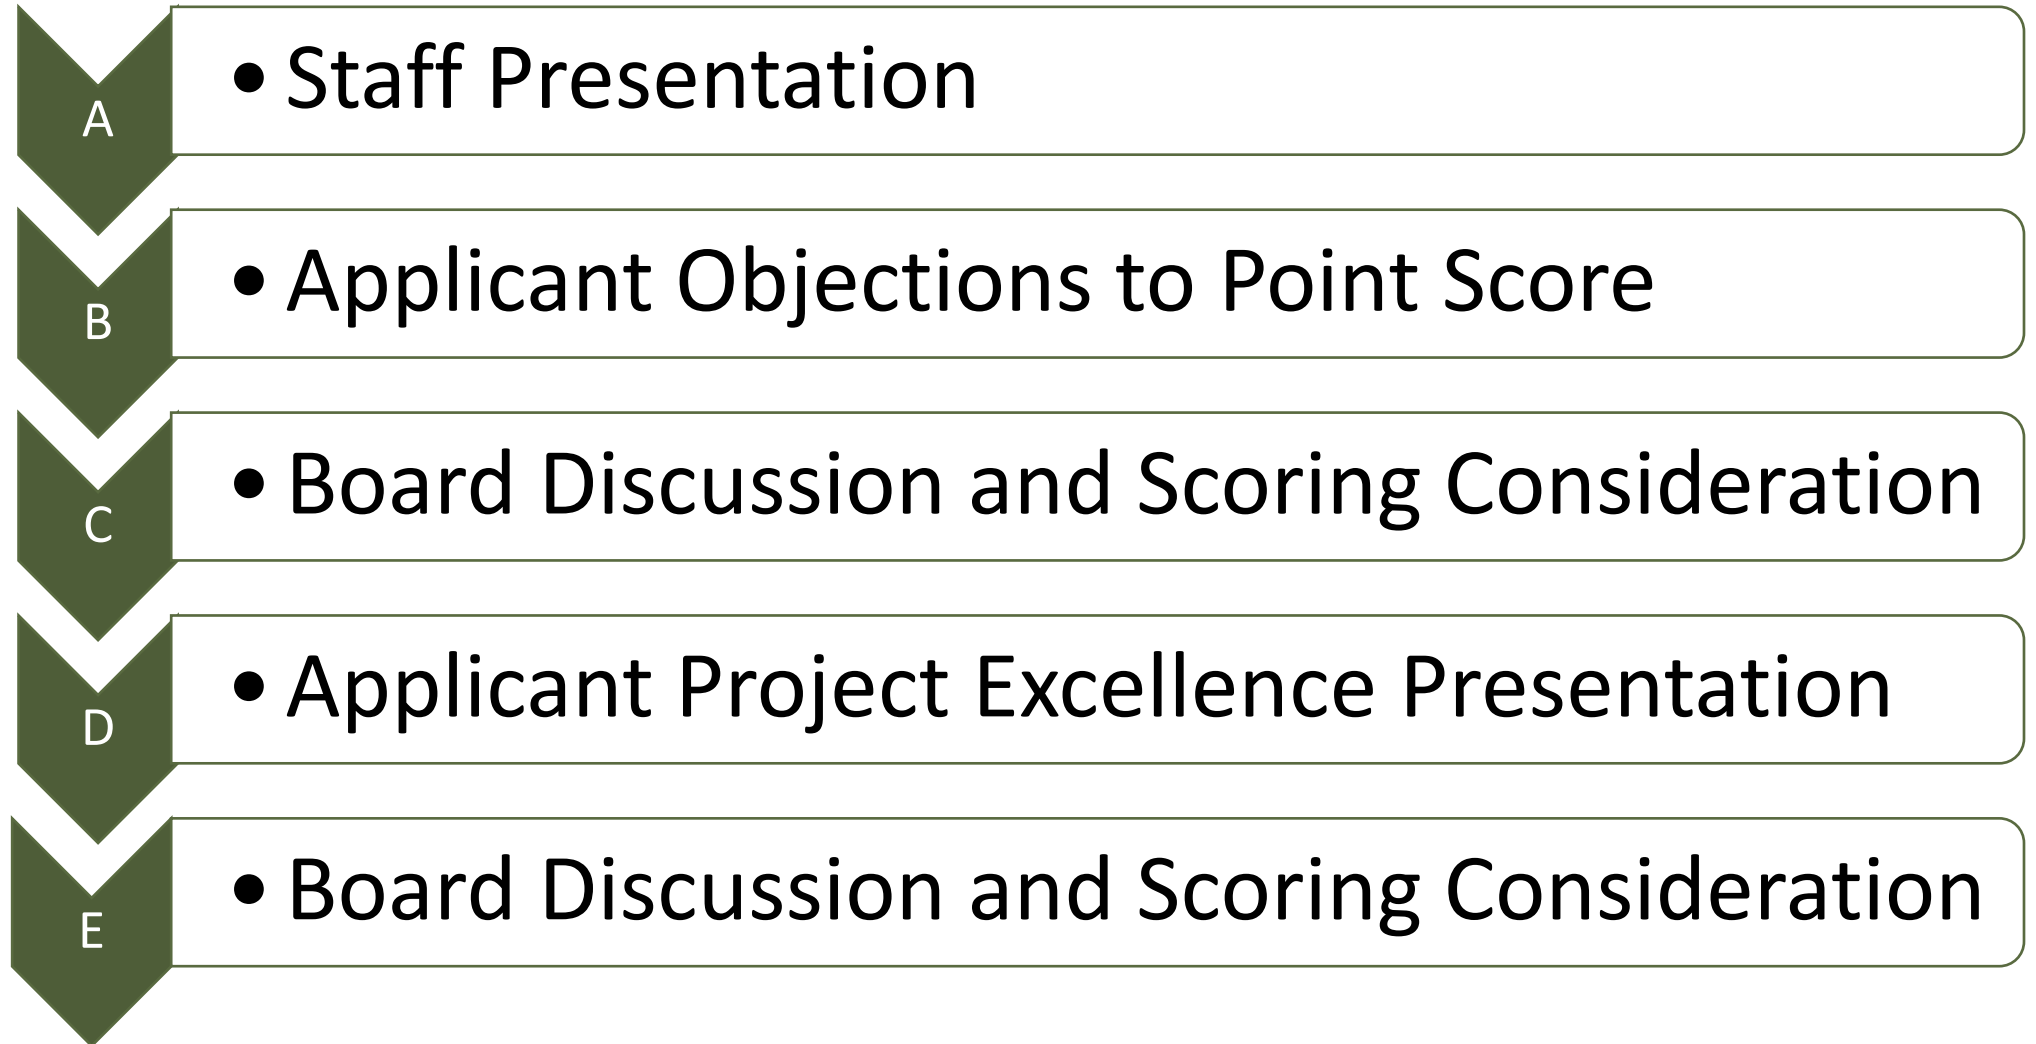 A
• Staff Presentation
B
• Applicant Objections to Point Score
C
• Board Discussion and Scoring Consideration
D
• Applicant Project Excellence Presentation
E
• Board Discussion and Scoring Consideration